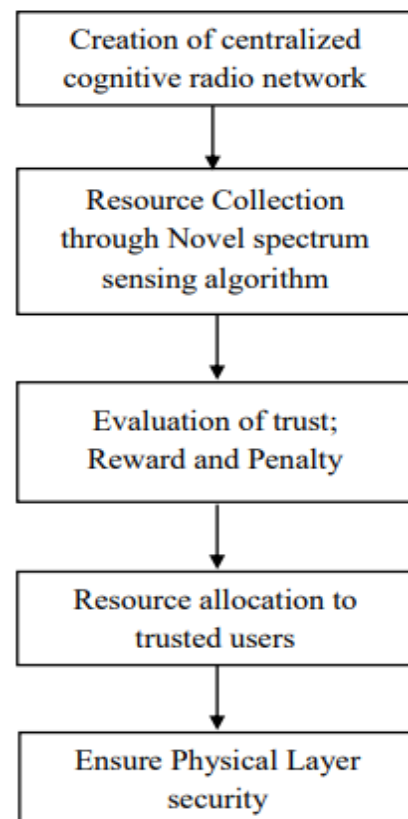 Creation of centralized
cognitive radio network
Resource Collection
through Novel spectrum
sensing algorithm
Evaluation of trust;
Reward and Penalty
Resource allocation to
trusted users
Ensure Physical Layer
security